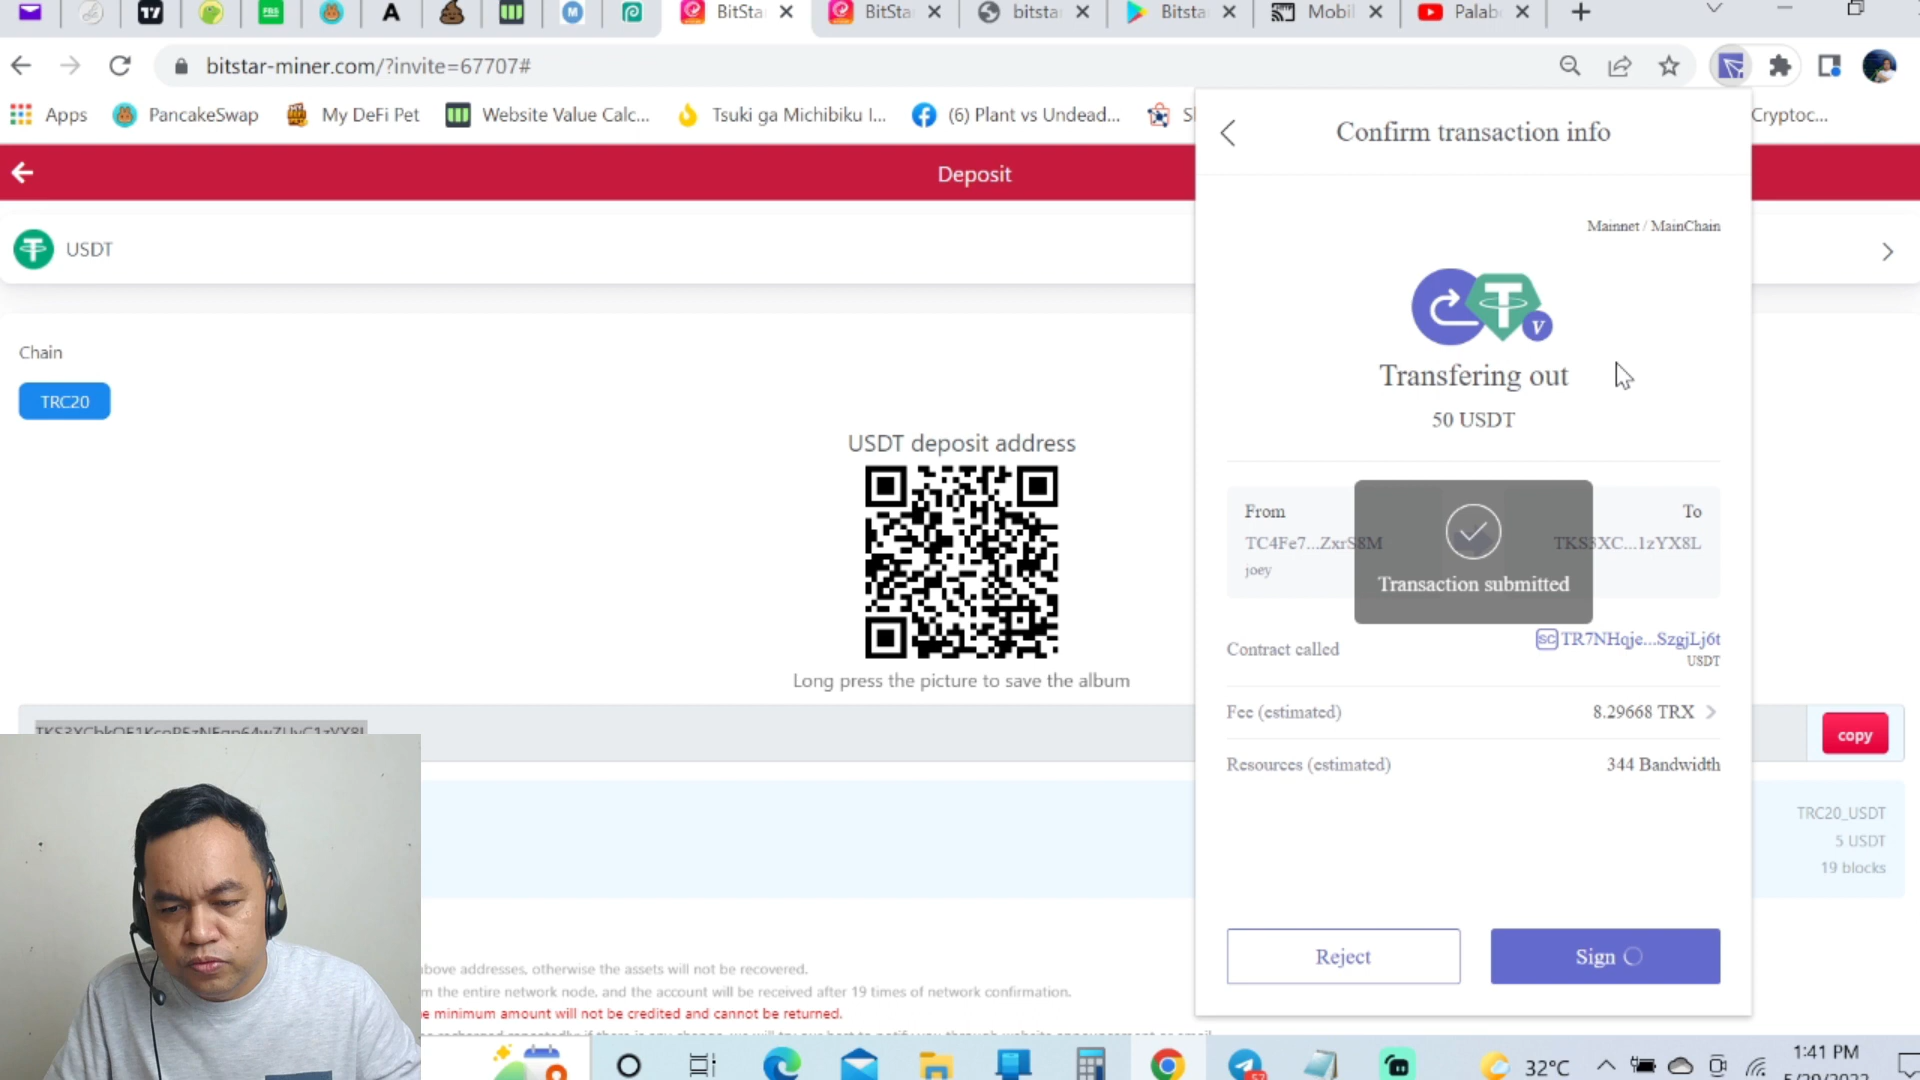 BitSta
BitSta
bitstar
Bitsta
Mobil
Palab
bitstar-miner.com/?invite=67707#
Apps
PancakeSwap
My DeFi Pet
Website Value Calc...
Tsuki ga Michibiku I...
(6) Plant vs Undead...
Cryptoc...
Deposit
USDT
Chain
TRC20
USDT deposit address
Long press the picture to save the album
copy
TRC20_USDT
5 USDT
19 blocks
above addresses, otherwise the assets will not be recovered.
m the entire network node, and the account will be received after 19 times of network confirmation.
e minimum amount will not be credited and cannot be returned.
Confirm transaction info
Mainnet / MainChain
Transfering out
50 USDT
From
To
TC4Fe7...ZxrS8M
TKS3XC...1zYX8L
joey
Transaction submitted
Contract called
SC TR7NHqje...SzgjLj6t
USDT
Fee (estimated)
8.29668 TRX
Resources (estimated)
344 Bandwidth
Reject
Sign
32°C
1:41 PM